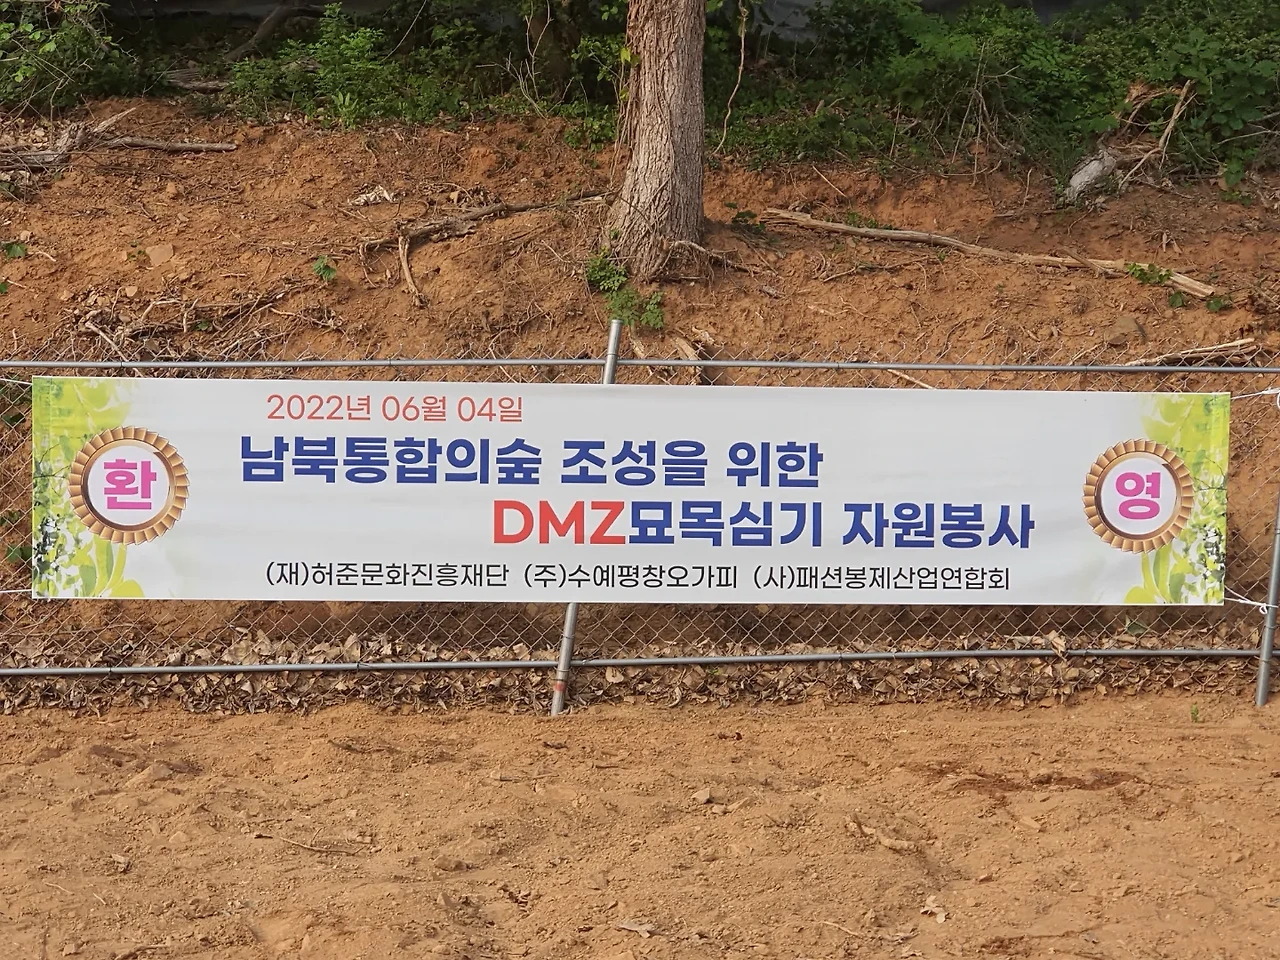 2022년 06월 04일
환
남북통합의숲 조성을 위한
DMZ묘목심기 자원봉사
영
(재)허준문화진흥재단 (주)수예평창오가피 (사)패션봉제산업연합회